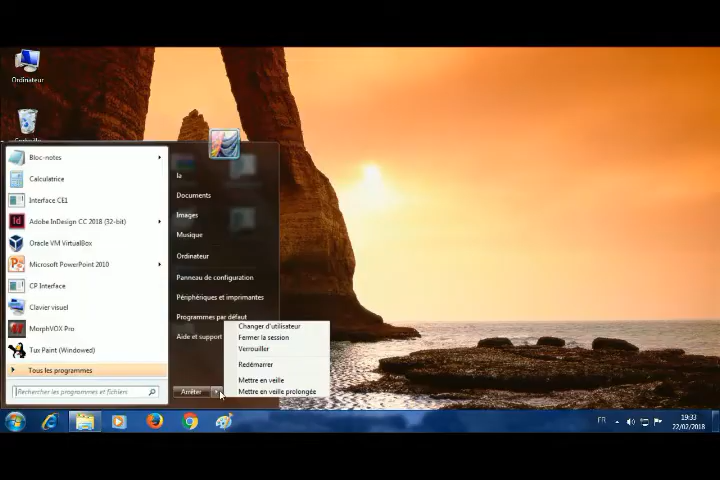 Ordinateur
Bloc-notes
Calculatrice
Interface CE1
Adobe InDesign CC 2018 (32-bit)
Oracle VM VirtualBox
Microsoft PowerPoint 2010
CP Interface
Clavier visuel
MorphVOX Pro
Tux Paint (Windowed)
Tous les programmes
Rechercher les programmes et fichiers
la
Documents
Images
Musique
Ordinateur
Panneau de configuration
Périphériques et imprimantes
Programmes par défaut
Aide et support
Arrêter
Changer d'utilisateur
Fermer la session
Verrouiller
Redémarrer
Mettre en veille
Mettre en veille prolongée
FR
19:33
22/02/2018